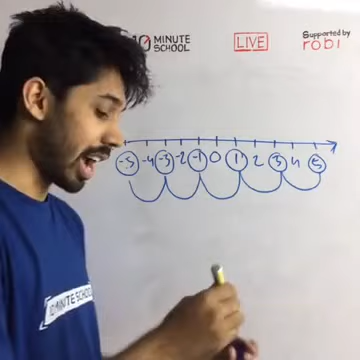 10 MINUTE SCHOOL
LIVE
Supported by
robi
-5 -4 -3 -2 -1 0 1 2 3 4 5
10 MINUTE SCHOOL